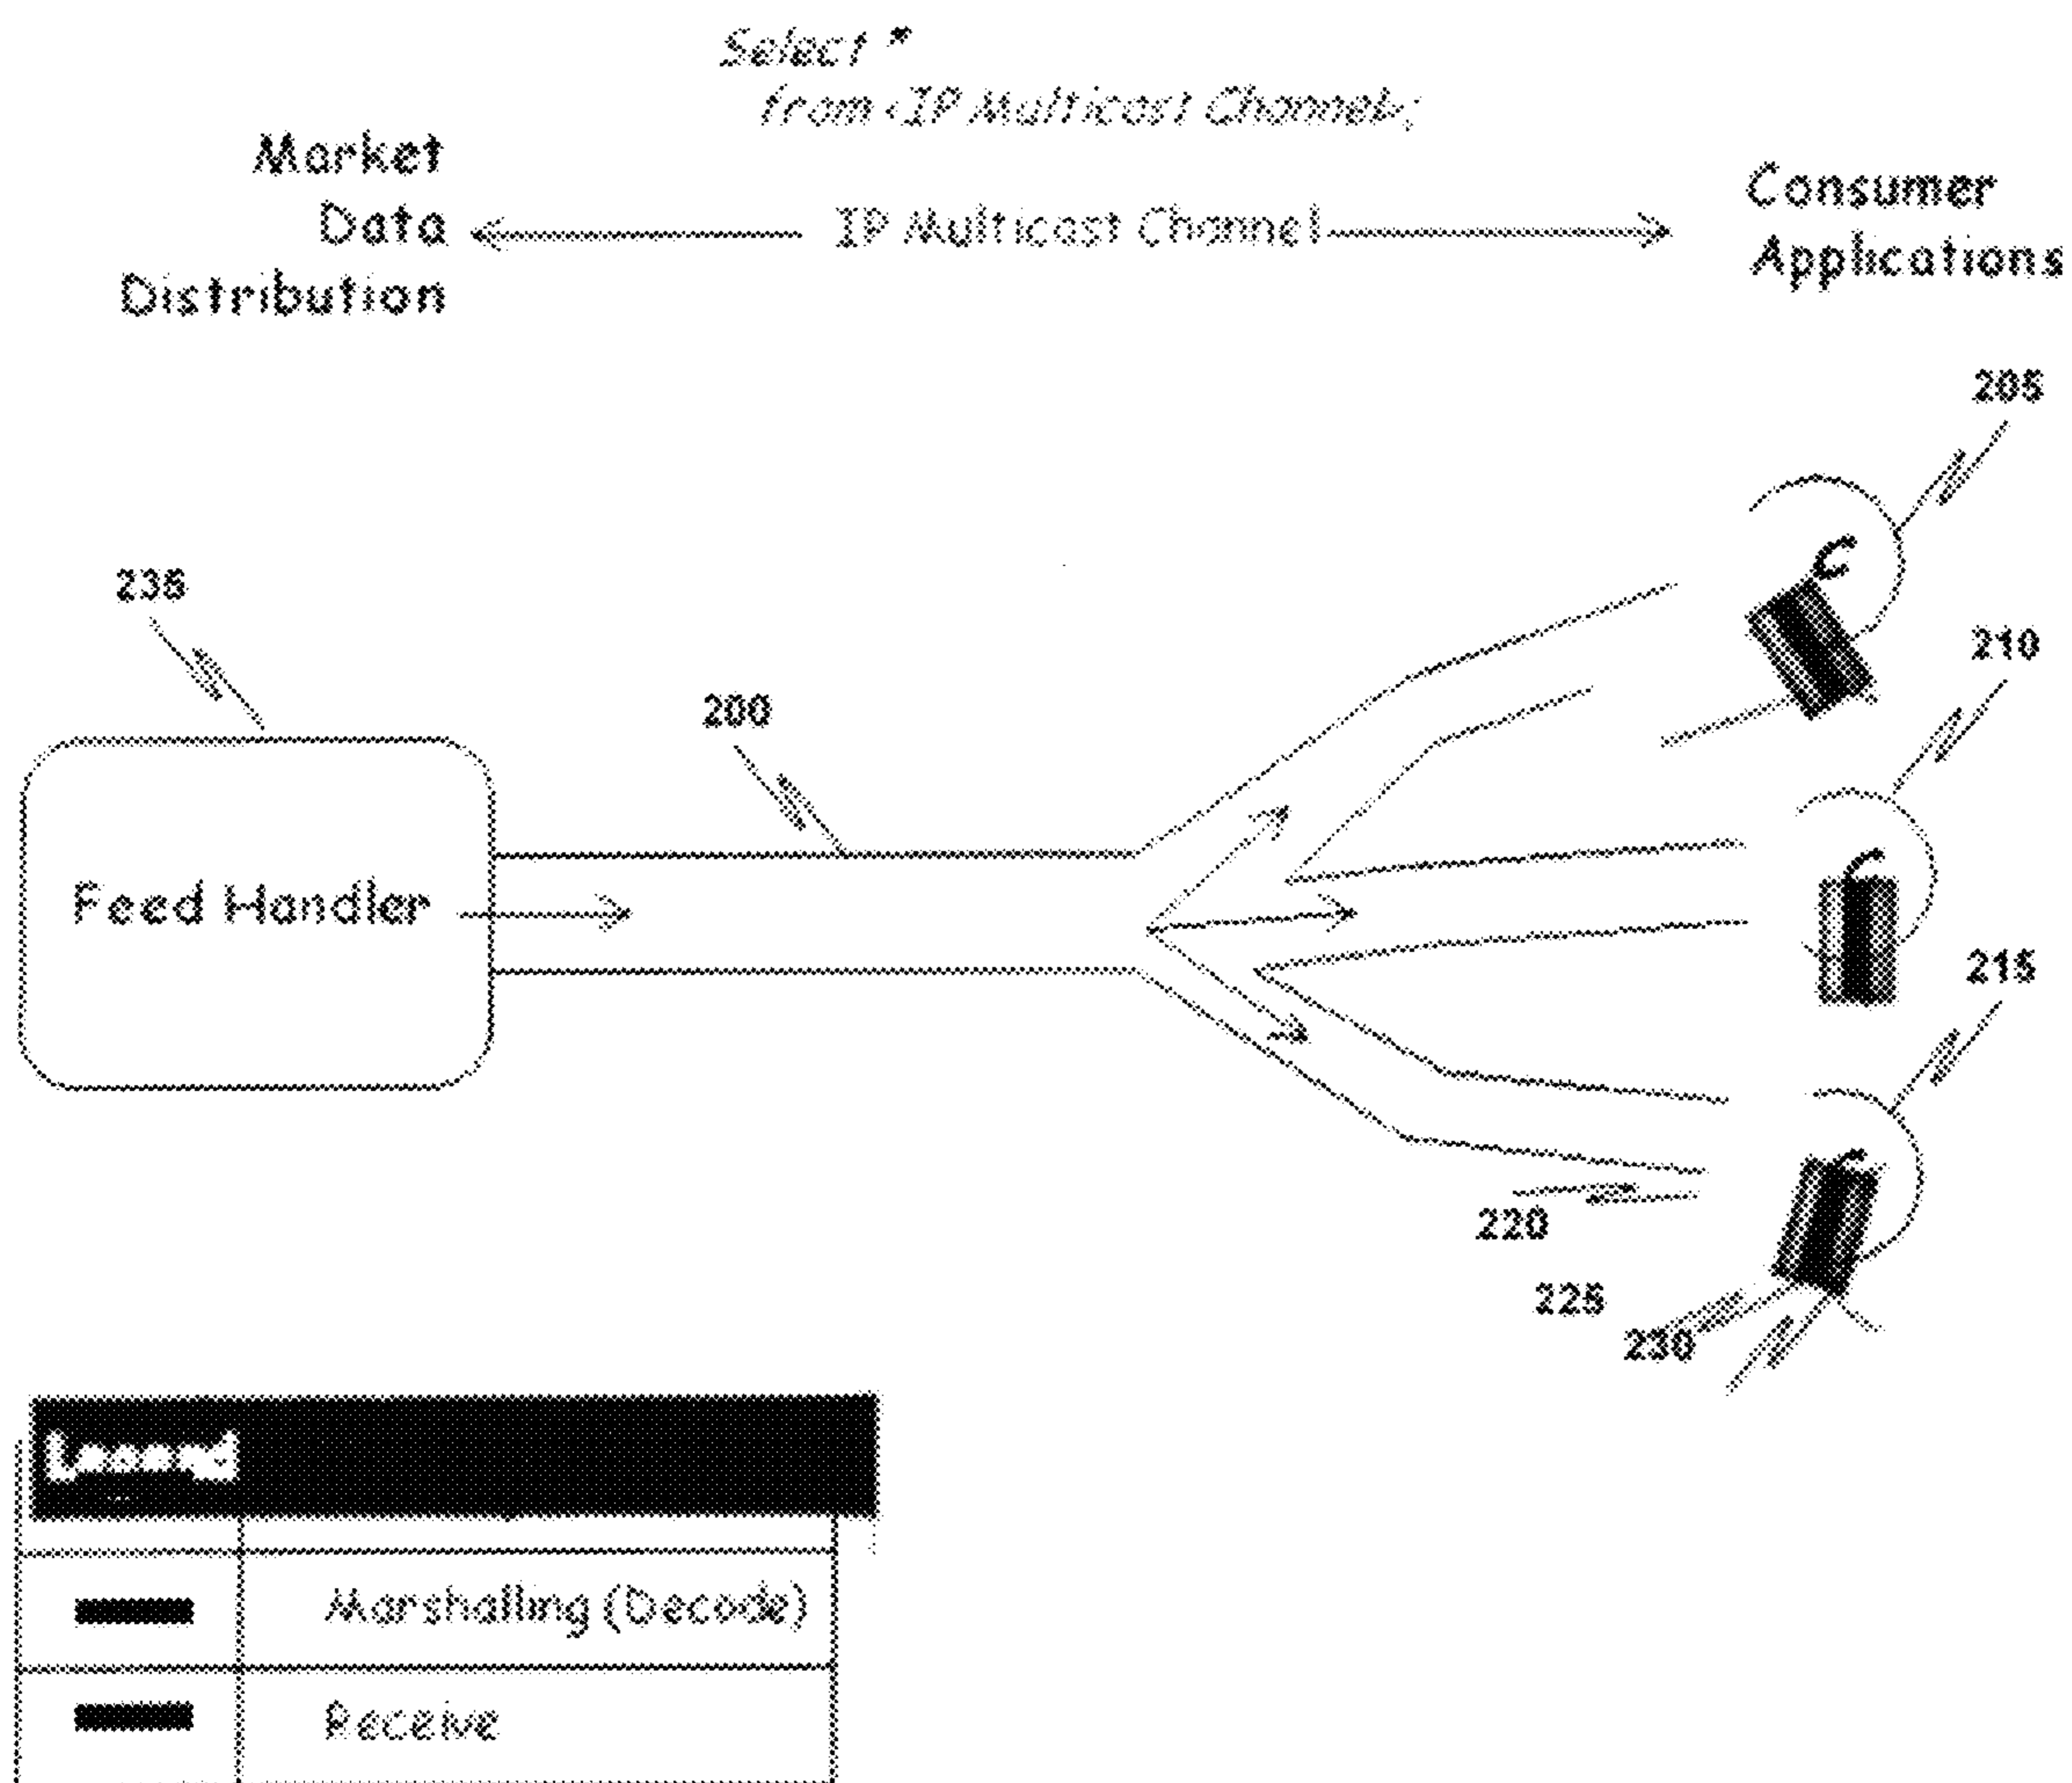 Select *
from <IP Multicast Channel>;
Market
Data
Distribution
IP Multicast Channel
Consumer
Applications
205
235
210
200
Feed Handler
215
220
225
230
Legend
Marshalling (Decode)
Receive